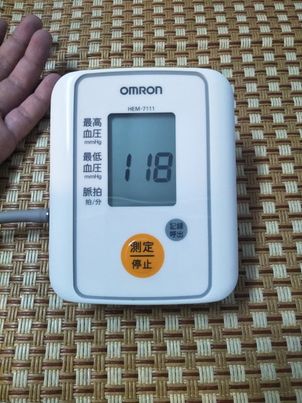 OMRON
HEM-7111
最高
血圧
mmHg
118
最低
血圧
mmHg
脈拍
拍/分
記録
呼出
測定
停止